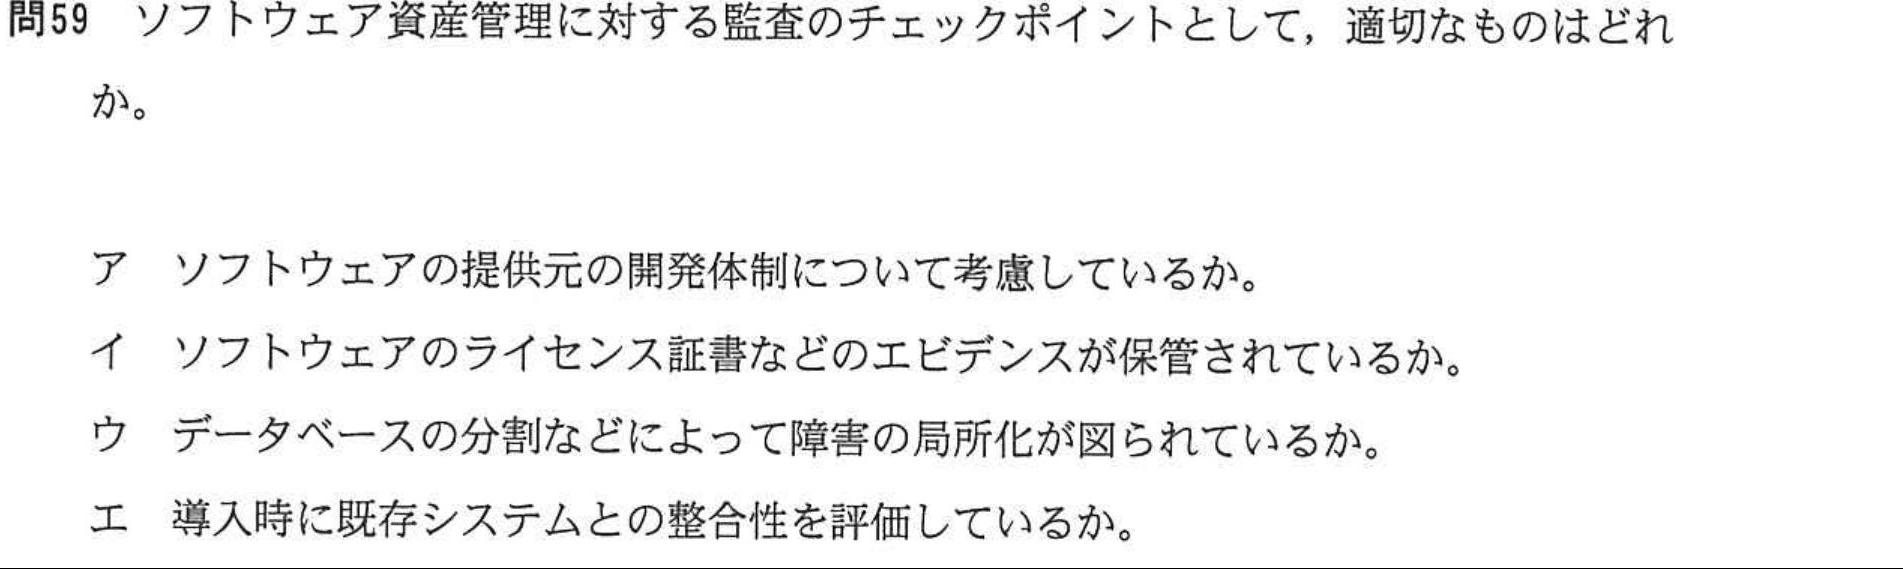 問59　ソフトウェア資産管理に対する監査のチェックポイントとして，適切なものはどれ
か。
ア　ソフトウェアの提供元の開発体制について考慮しているか。
イ　ソフトウェアのライセンス証書などのエビデンスが保管されているか。
ウ　データベースの分割などによって障害の局所化が図られているか。
エ　導入時に既存システムとの整合性を評価しているか。